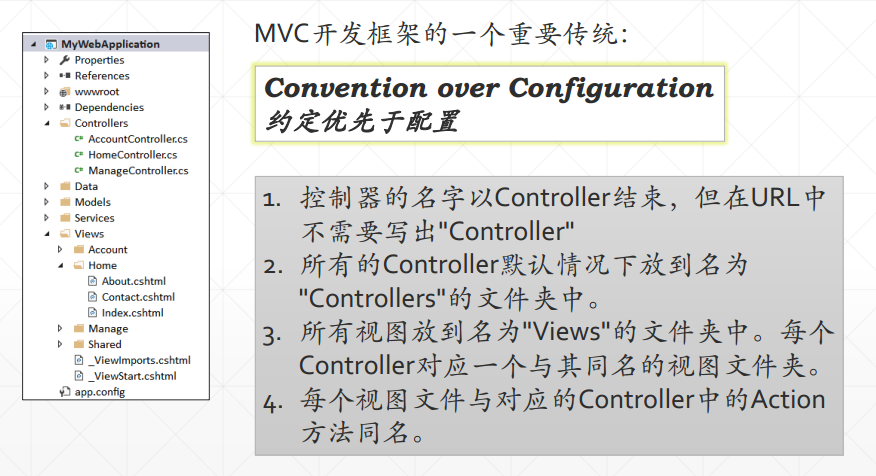 MVC开发框架的一个重要传统：
Convention over Configuration
约定优先于配置
MyWebApplication
Properties
References
wwwroot
Dependencies
Controllers
C# AccountController.cs
C# HomeController.cs
C# ManageController.cs
Data
Models
Services
Views
Account
Home
About.cshtml
Contact.cshtml
Index.cshtml
Manage
Shared
_ViewImports.cshtml
_ViewStart.cshtml
app.config
1. 控制器的名字以Controller结束，但在URL中
不需要写出"Controller"
2. 所有的Controller默认情况下放到名为
"Controllers"的文件夹中。
3. 所有视图放到名为"Views"的文件夹中。每个
Controller对应一个与其同名的视图文件夹。
4. 每个视图文件与对应的Controller中的Action
方法同名。